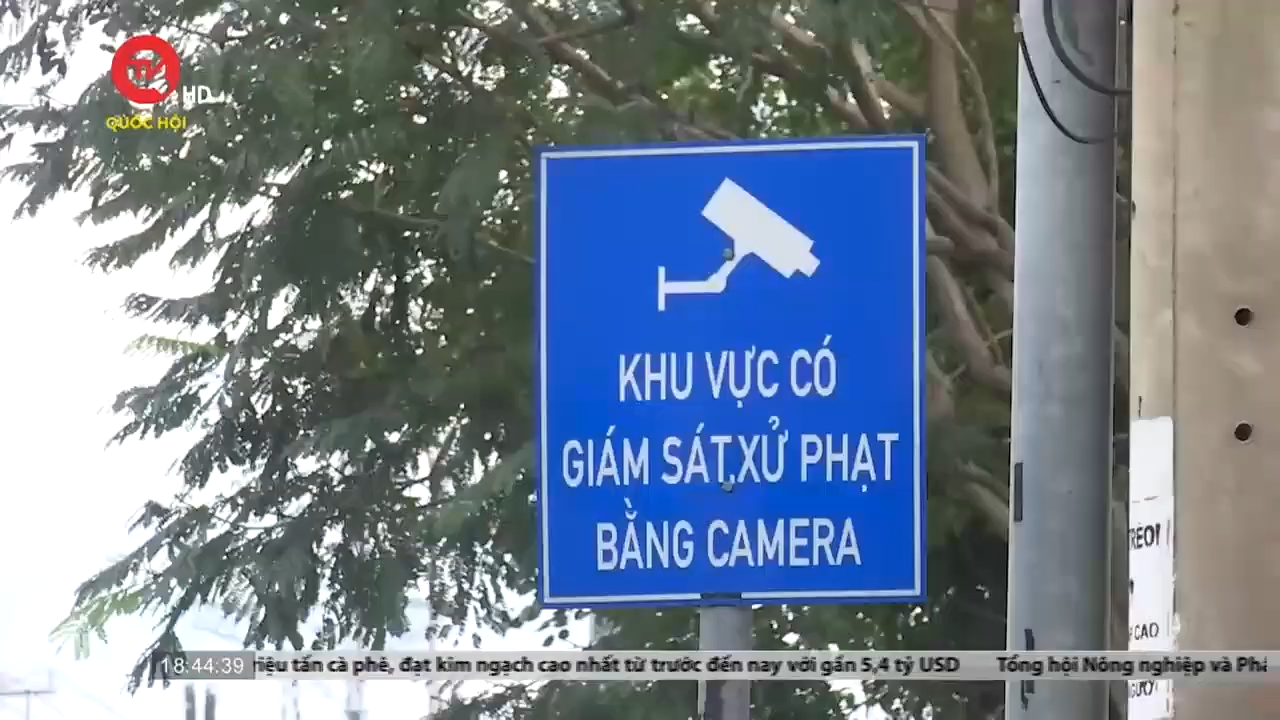 HD
QUỐC HỘI
KHU VỰC CÓ
GIÁM SÁT,XỬ PHẠT
BẰNG CAMERA
CAO
18:44:39 tấn cà phê, đạt kim ngạch cao nhất từ trước đến nay với gần 5,4 tỷ USD Tổng hội Nông nghiệp và